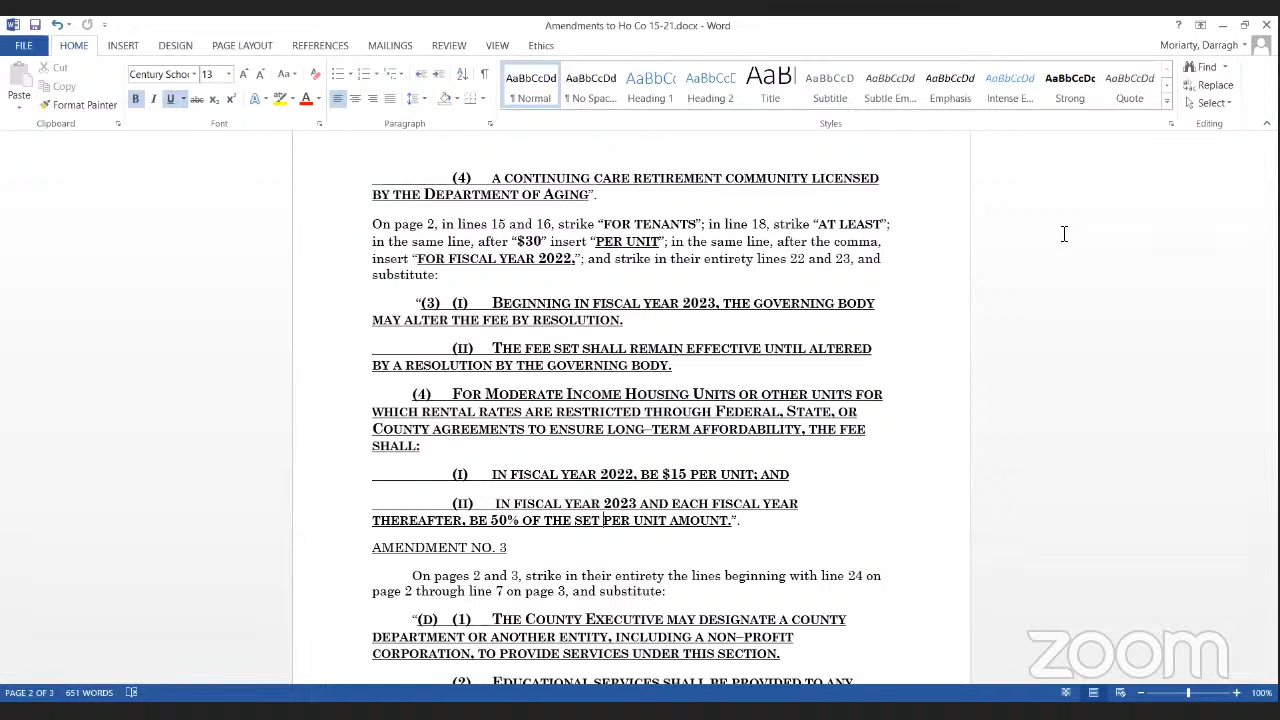 Amendments to Ho Co 15-21.docx - Word
FILE HOME INSERT DESIGN PAGE LAYOUT REFERENCES MAILINGS REVIEW VIEW Ethics
Moriarty, Darragh
Paste
Cut
Copy
Format Painter
Clipboard
Century Schoo 13
Font
Paragraph
AaBbCcDd AaBbCcDd AaBbC AaBbCcC AaBl AaBbCcD AaBbCcDd AaBbCcDd AaBbCcDd AaBbCcDc AaBbCcDd
¶ Normal ¶ No Spac... Heading 1 Heading 2 Title Subtitle Subtle Em... Emphasis Intense E... Strong Quote
Styles
Find
Replace
Select
Editing
(4) A CONTINUING CARE RETIREMENT COMMUNITY LICENSED
BY THE DEPARTMENT OF AGING”.
On page 2, in lines 15 and 16, strike “FOR TENANTS”; in line 18, strike “AT LEAST”;
in the same line, after “$30” insert “PER UNIT”; in the same line, after the comma,
insert “FOR FISCAL YEAR 2022,”; and strike in their entirety lines 22 and 23, and
substitute:
“(3) (I) BEGINNING IN FISCAL YEAR 2023, THE GOVERNING BODY
MAY ALTER THE FEE BY RESOLUTION.
(II) THE FEE SET SHALL REMAIN EFFECTIVE UNTIL ALTERED
BY A RESOLUTION BY THE GOVERNING BODY.
(4) FOR MODERATE INCOME HOUSING UNITS OR OTHER UNITS FOR
WHICH RENTAL RATES ARE RESTRICTED THROUGH FEDERAL, STATE, OR
COUNTY AGREEMENTS TO ENSURE LONG–TERM AFFORDABILITY, THE FEE
SHALL:
(I) IN FISCAL YEAR 2022, BE $15 PER UNIT; AND
(II) IN FISCAL YEAR 2023 AND EACH FISCAL YEAR
THEREAFTER, BE 50% OF THE SET PER UNIT AMOUNT.”.
AMENDMENT NO. 3
On pages 2 and 3, strike in their entirety the lines beginning with line 24 on
page 2 through line 7 on page 3, and substitute:
“(D) (1) THE COUNTY EXECUTIVE MAY DESIGNATE A COUNTY
DEPARTMENT OR ANOTHER ENTITY, INCLUDING A NON–PROFIT
CORPORATION, TO PROVIDE SERVICES UNDER THIS SECTION.
(2) EDUCATIONAL SERVICES SHALL BE PROVIDED TO ANY
zoom
PAGE 2 OF 3 651 WORDS
100%